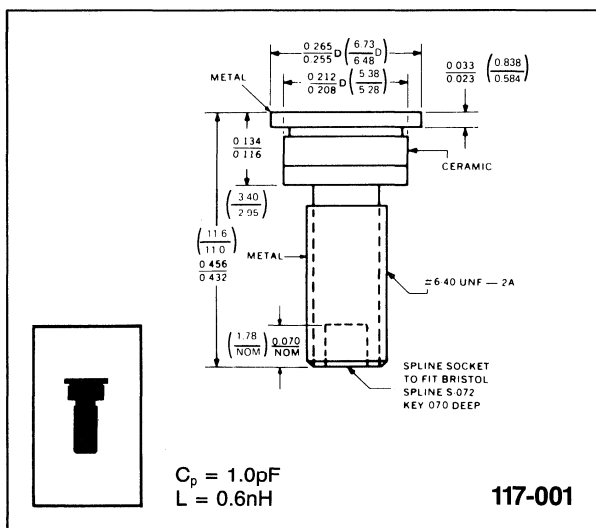 0.265/0.255 D (6.73/6.48 D)
0.212/0.208 D (5.38/5.28)
0.033/0.023 (0.838/0.584)
METAL
0.134/0.116
CERAMIC
(3.40/2.95)
(11.6/11.0)
0.456/0.432
METAL
#6-40 UNF — 2A
(1.78/NOM) 0.070/NOM
SPLINE SOCKET
TO FIT BRISTOL
SPLINE S-072
KEY .070 DEEP
Cp = 1.0pF
L = 0.6nH
117-001